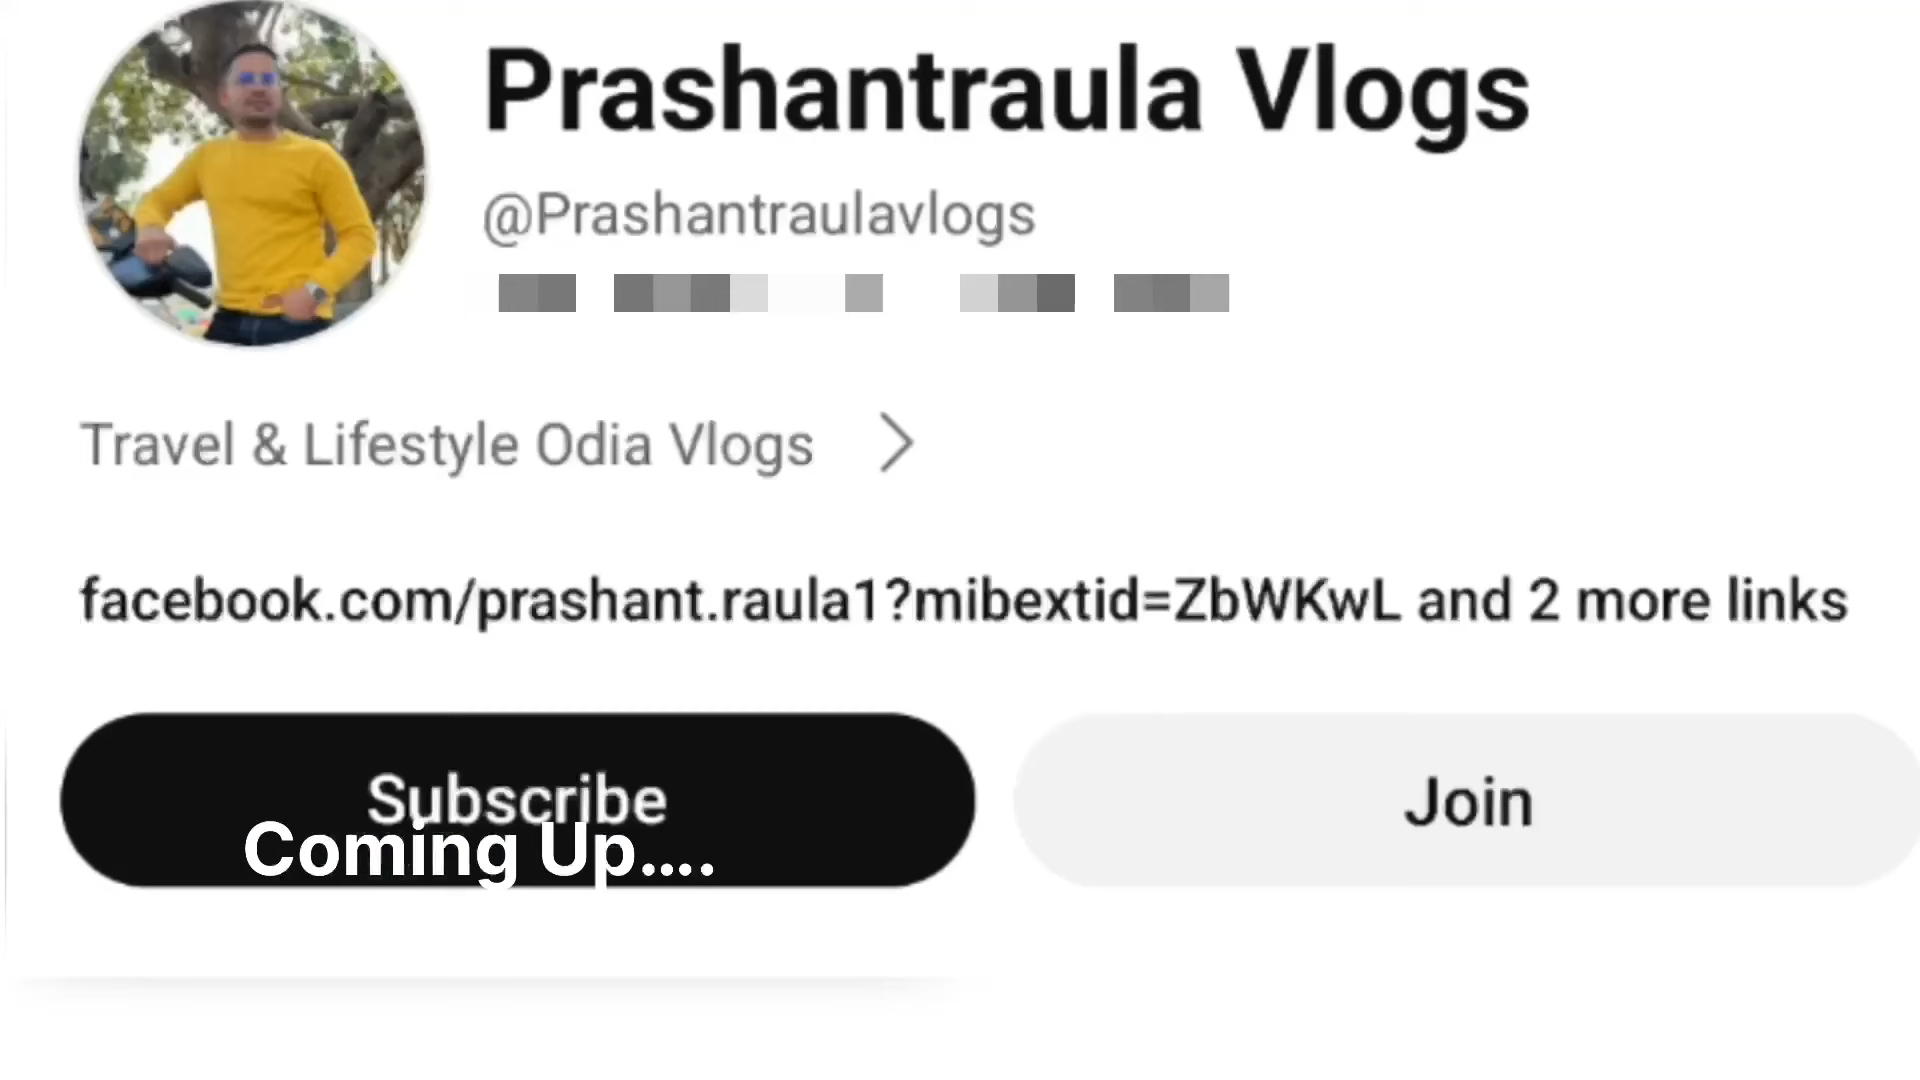 Prashantraula Vlogs
@Prashantraulavlogs
Travel & Lifestyle Odia Vlogs
facebook.com/prashant.raula1?mibextid=ZbWKwL and 2 more links
Subscribe
Join
Coming Up....